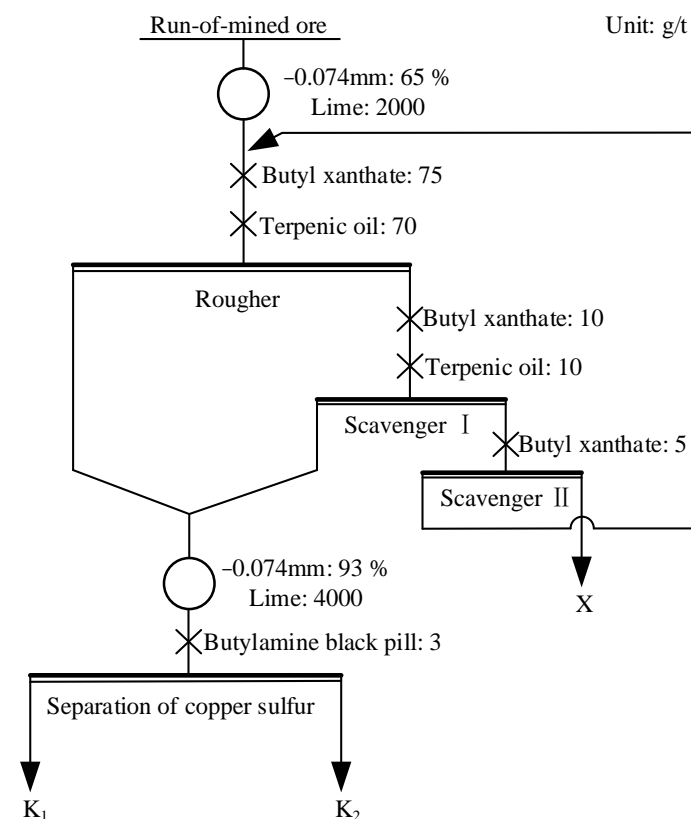 Run-of-mined ore
Unit: g/t
−0.074mm: 65 %
Lime: 2000
Butyl xanthate: 75
Terpenic oil: 70
Rougher
Butyl xanthate: 10
Terpenic oil: 10
Scavenger Ⅰ
Butyl xanthate: 5
Scavenger Ⅱ
−0.074mm: 93 %
Lime: 4000
X
Butylamine black pill: 3
Separation of copper sulfur
K₁
K₂